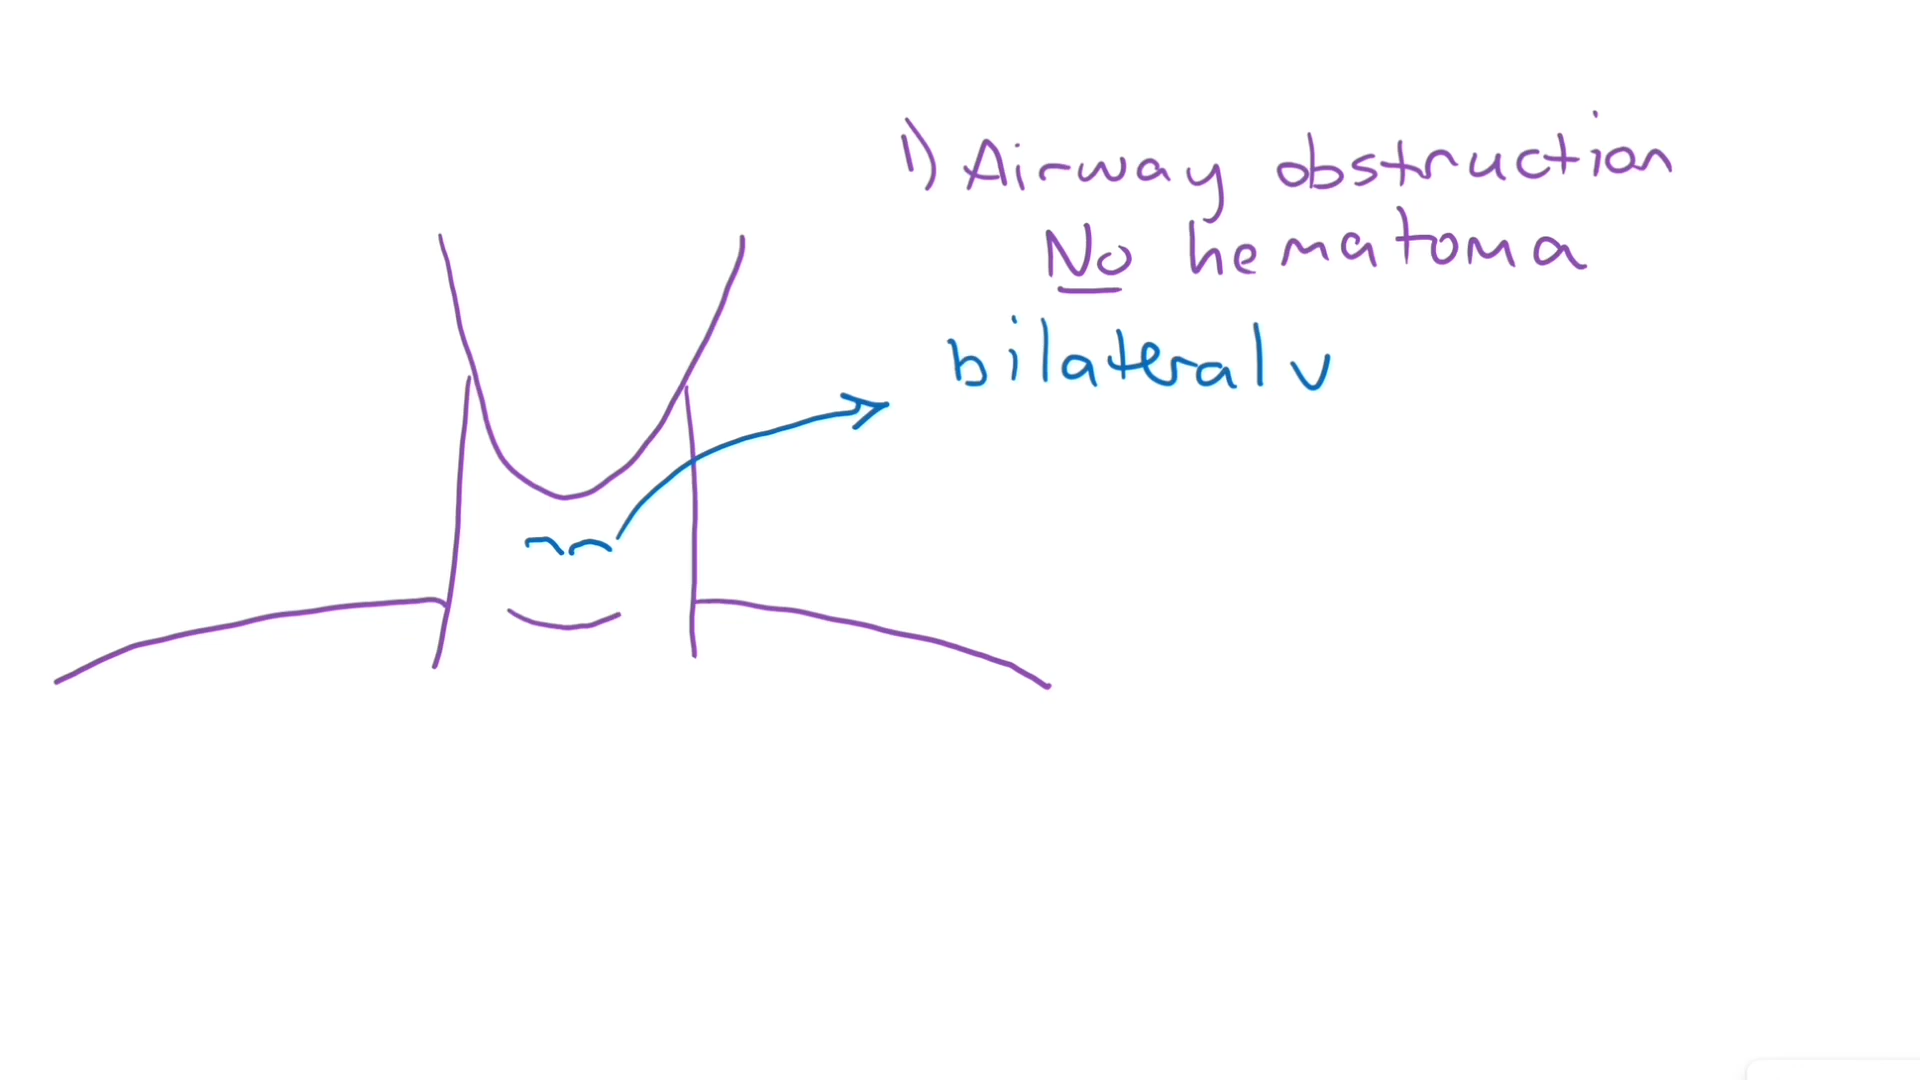 1) Airway obstruction
No hematoma
bilateral v